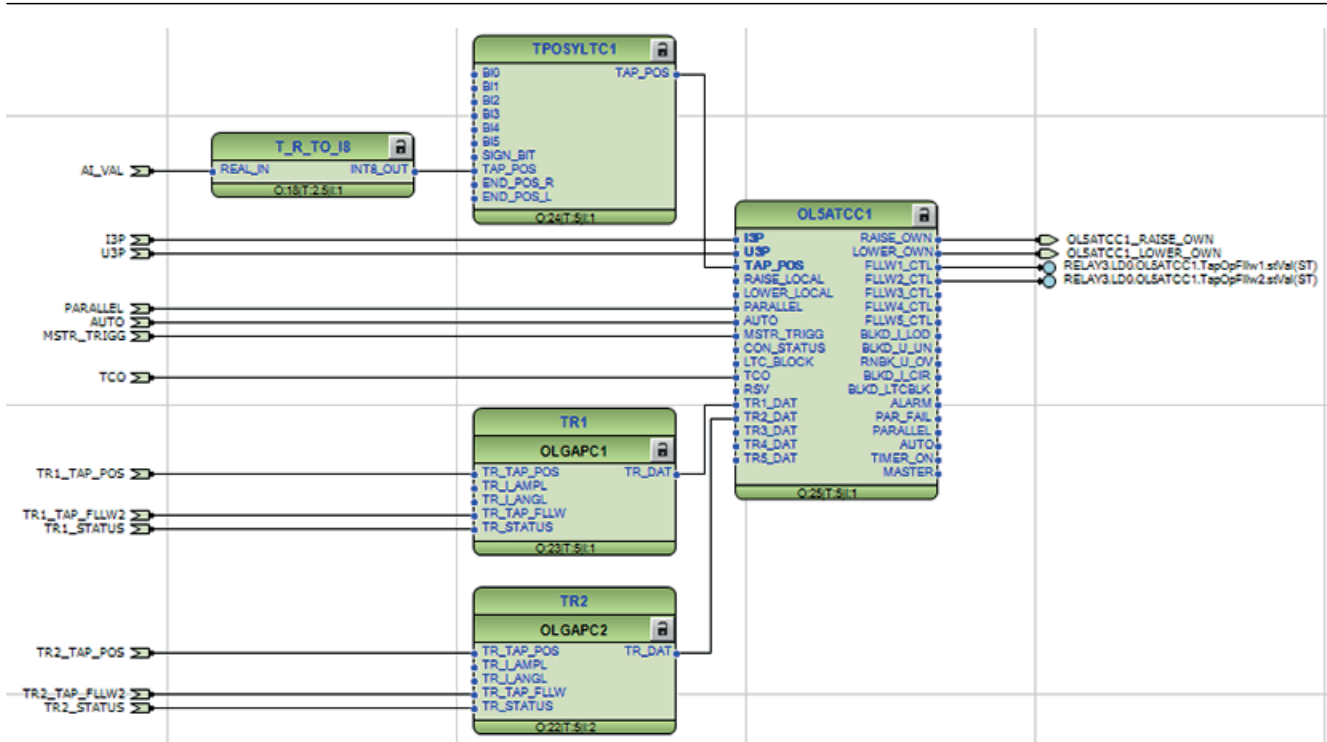 TPOSYLTC1
BI0 TAP_POS
BI1
BI2
BI3
BI4
BI5
SIGN_BIT
TAP_POS
END_POS_R
END_POS_L
O:24|T:5|I:1
T_R_TO_I8
AI_VAL
REAL_IN INT8_OUT
O:18|T:2.5|I:1
OL5ATCC1
I3P
U3P
PARALLEL
AUTO
MSTR_TRIGG
TCO
I3P RAISE_OWN
U3P LOWER_OWN
TAP_POS FLLW1_CTL
RAISE_LOCAL FLLW2_CTL
LOWER_LOCAL FLLW3_CTL
PARALLEL FLLW4_CTL
AUTO FLLW5_CTL
MSTR_TRIGG BLKD_I_LOD
CON_STATUS BLKD_U_UN
LTC_BLOCK RNBK_U_OV
TCO BLKD_I_CIR
RSV BLKD_LTCBLK
TR1_DAT ALARM
TR2_DAT PAR_FAIL
TR3_DAT PARALLEL
TR4_DAT AUTO
TR5_DAT TIMER_ON
MASTER
O:25|T:5|I:1
OL5ATCC1_RAISE_OWN
OL5ATCC1_LOWER_OWN
RELAY3.LD0.OL5ATCC1.TapOpFllw1.stVal(ST)
RELAY3.LD0.OL5ATCC1.TapOpFllw2.stVal(ST)
TR1
OLGAPC1
TR1_TAP_POS
TR1_TAP_FLLW2
TR1_STATUS
TR_TAP_POS TR_DAT
TR_I_AMPL
TR_I_ANGL
TR_TAP_FLLW
TR_STATUS
O:23|T:5|I:1
TR2
OLGAPC2
TR2_TAP_POS
TR2_TAP_FLLW2
TR2_STATUS
TR_TAP_POS TR_DAT
TR_I_AMPL
TR_I_ANGL
TR_TAP_FLLW
TR_STATUS
O:22|T:5|I:2